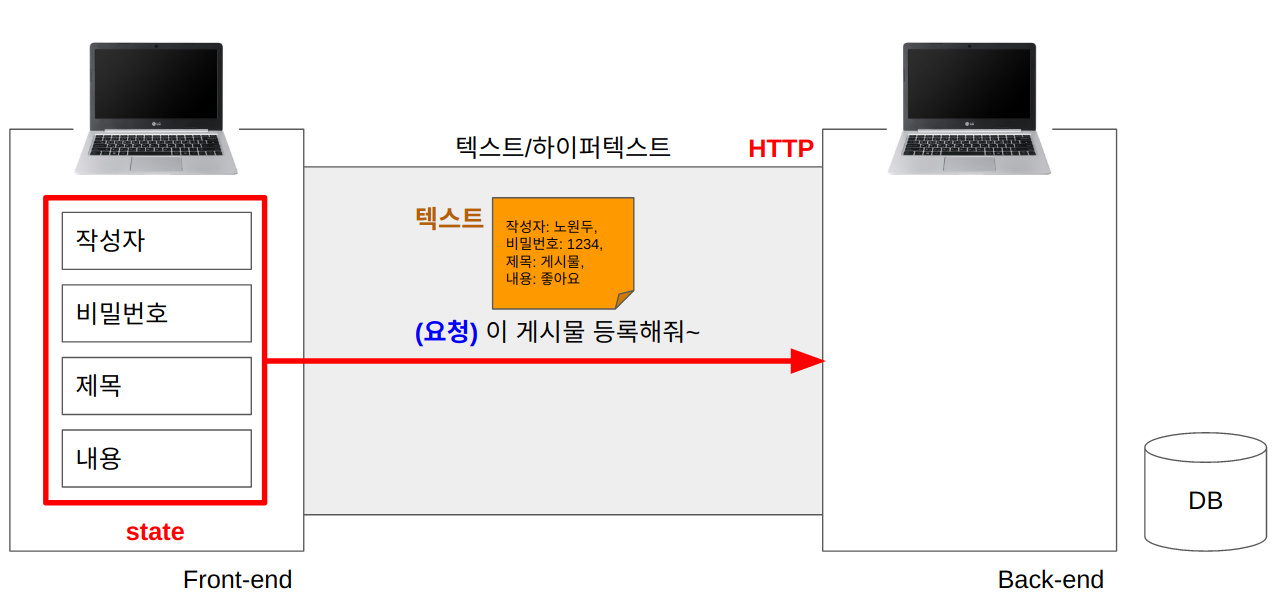 텍스트/하이퍼텍스트
HTTP
텍스트
작성자: 노원두,
비밀번호: 1234,
제목: 게시물,
내용: 좋아요
(요청) 이 게시물 등록해줘~
작성자
비밀번호
제목
내용
state
Front-end
Back-end
DB